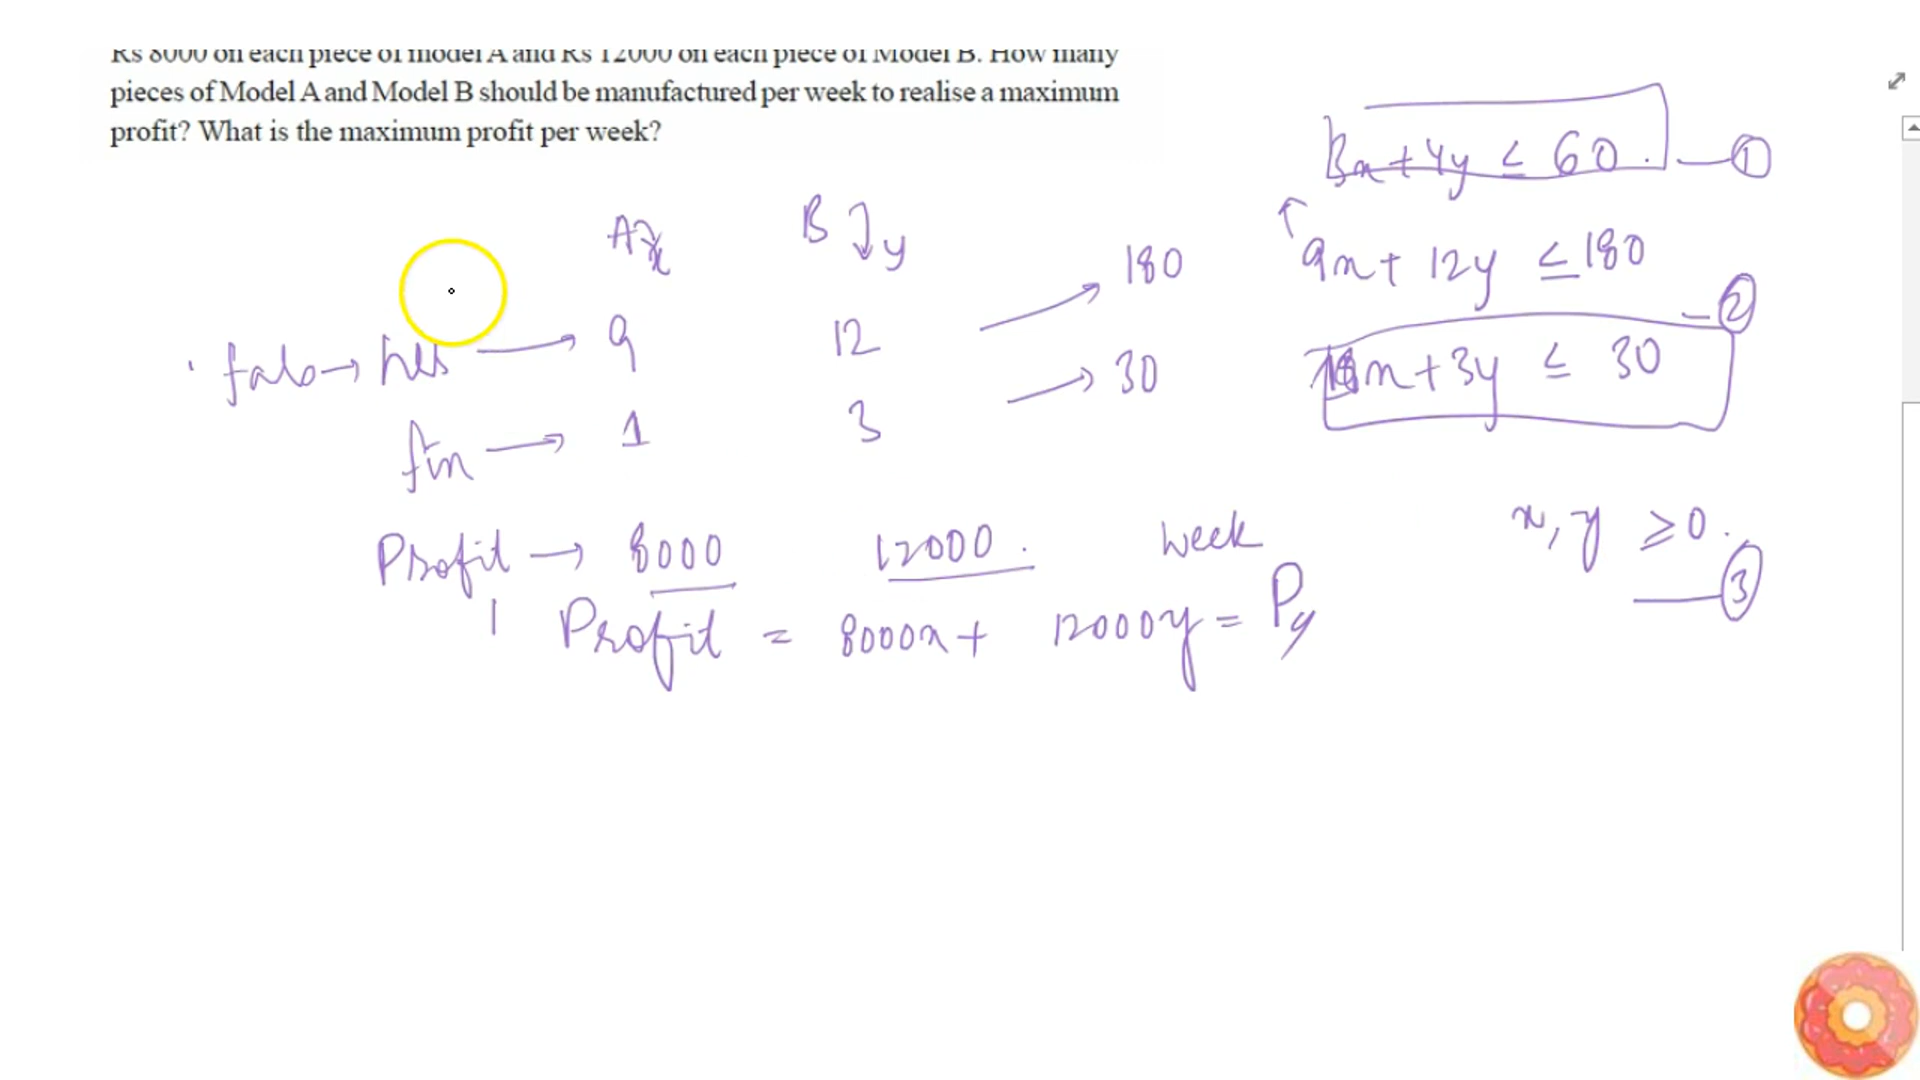 Rs 8000 on each piece of model A and Rs 12000 on each piece of Model B. How many
pieces of Model A and Model B should be manufactured per week to realise a maximum
profit? What is the maximum profit per week?
3x + 4y ≤ 60. —①
A x B ↓ y
9x + 12y ≤ 180
180
—②
fab → hrs → 9 12
x + 3y ≤ 30
30
fin → 1 3
x, y ≥ 0.
—③
Profit → 8000 12000. week
Profit = 8000x + 12000y = P